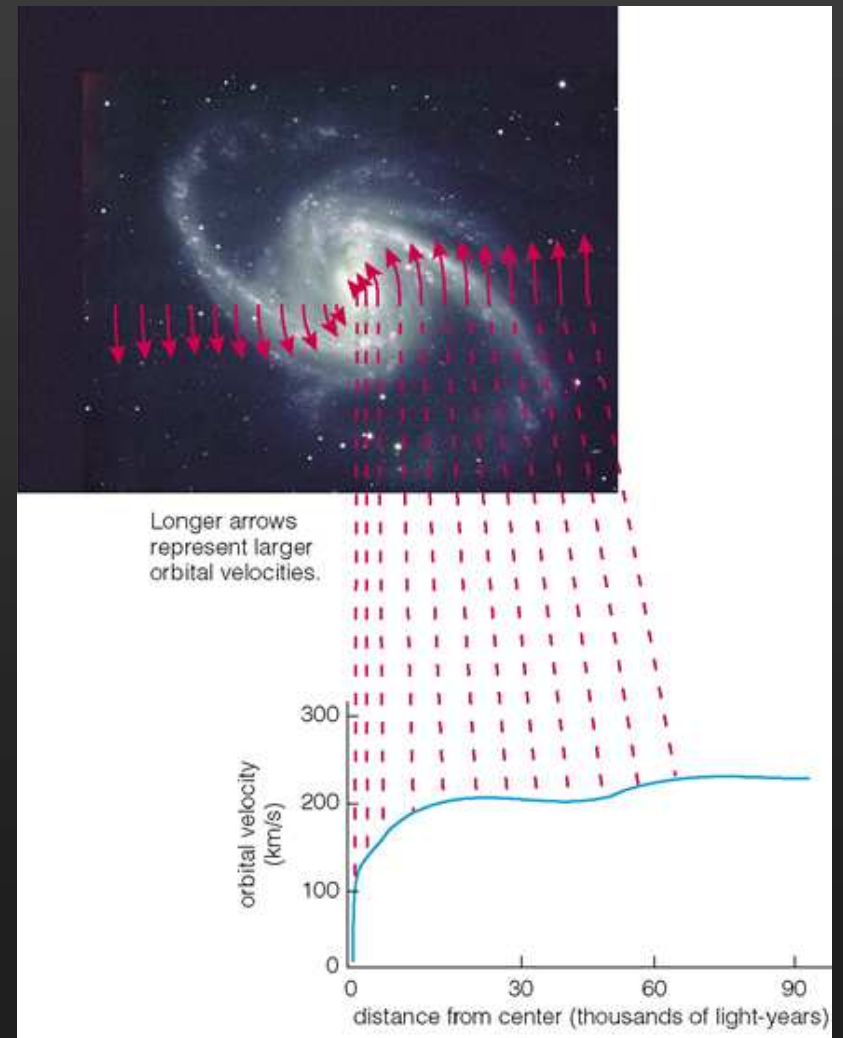 Longer arrows
represent larger
orbital velocities.
300
200
100
0
orbital velocity
(km/s)
0 30 60 90
distance from center (thousands of light-years)